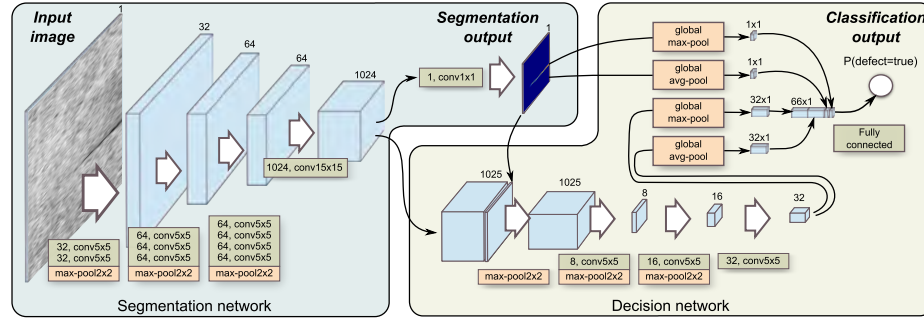 Input
image
1
32
64
64
1024
1, conv1x1
Segmentation
output
1
1024, conv15x15
32, conv5x5
32, conv5x5
max-pool2x2
64, conv5x5
64, conv5x5
64, conv5x5
max-pool2x2
64, conv5x5
64, conv5x5
64, conv5x5
64, conv5x5
max-pool2x2
Segmentation network
global
max-pool
1x1
global
avg-pool
1x1
global
max-pool
32x1
66x1
global
avg-pool
32x1
Classification
output
P(defect=true)
Fully
connected
1025
1025
8
16
32
max-pool2x2
8, conv5x5
max-pool2x2
16, conv5x5
max-pool2x2
32, conv5x5
Decision network